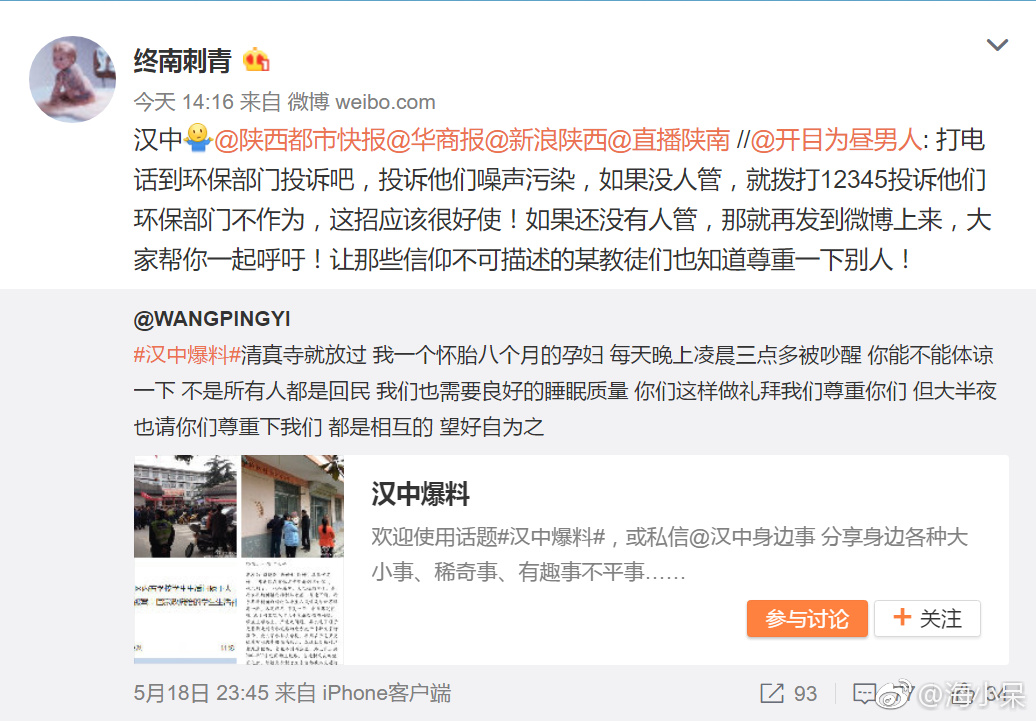 终南刺青
今天 14:16 来自 微博 weibo.com
汉中@陕西都市快报@华商报@新浪陕西@直播陕南 //@开目为昼男人: 打电
话到环保部门投诉吧，投诉他们噪声污染，如果没人管，就拨打12345投诉他们
环保部门不作为，这招应该很好使！如果还没有人管，那就再发到微博上来，大
家帮你一起呼吁！让那些信仰不可描述的某教徒们也知道尊重一下别人！
@WANGPINGYI
#汉中爆料#清真寺就放过 我一个怀胎八个月的孕妇 每天晚上凌晨三点多被吵醒 你能不能体谅
一下 不是所有人都是回民 我们也需要良好的睡眠质量 你们这样做礼拜我们尊重你们 但大半夜
也请你们尊重下我们 都是相互的 望好自为之
汉中爆料
欢迎使用话题#汉中爆料#，或私信@汉中身边事 分享身边各种大
小事、稀奇事、有趣事不平事……
参与讨论
+ 关注
5月18日 23:45 来自 iPhone客户端
93
77
34
@海小呆